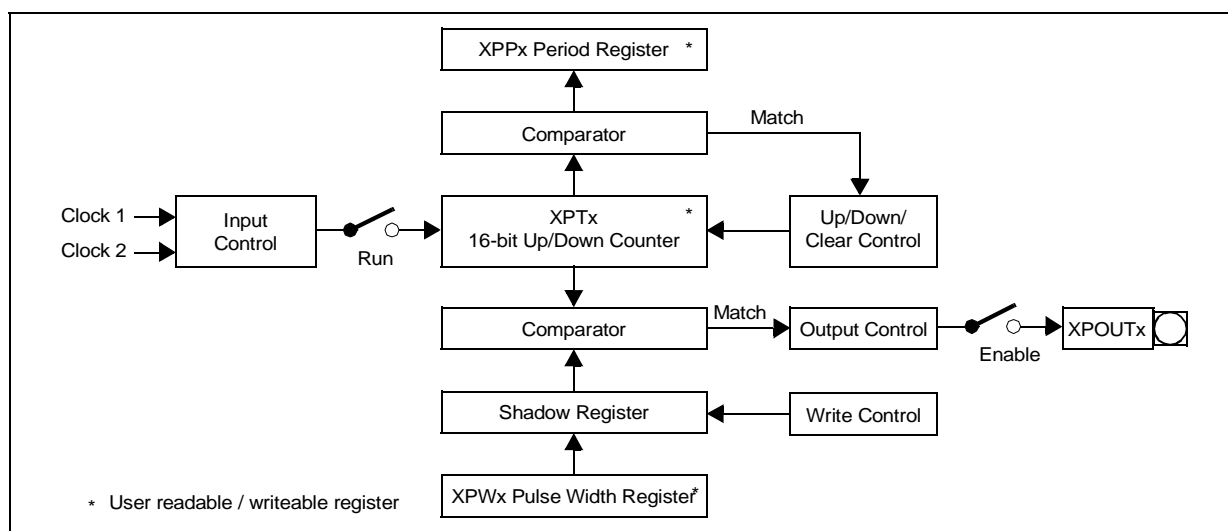 XPPx Period Register *
Comparator
Match
Clock 1
Clock 2
Input
Control
Run
XPTx *
16-bit Up/Down Counter
Up/Down/
Clear Control
Comparator
Match
Output Control
Enable
XPOUTx
Shadow Register
Write Control
XPWx Pulse Width Register*
* User readable / writeable register